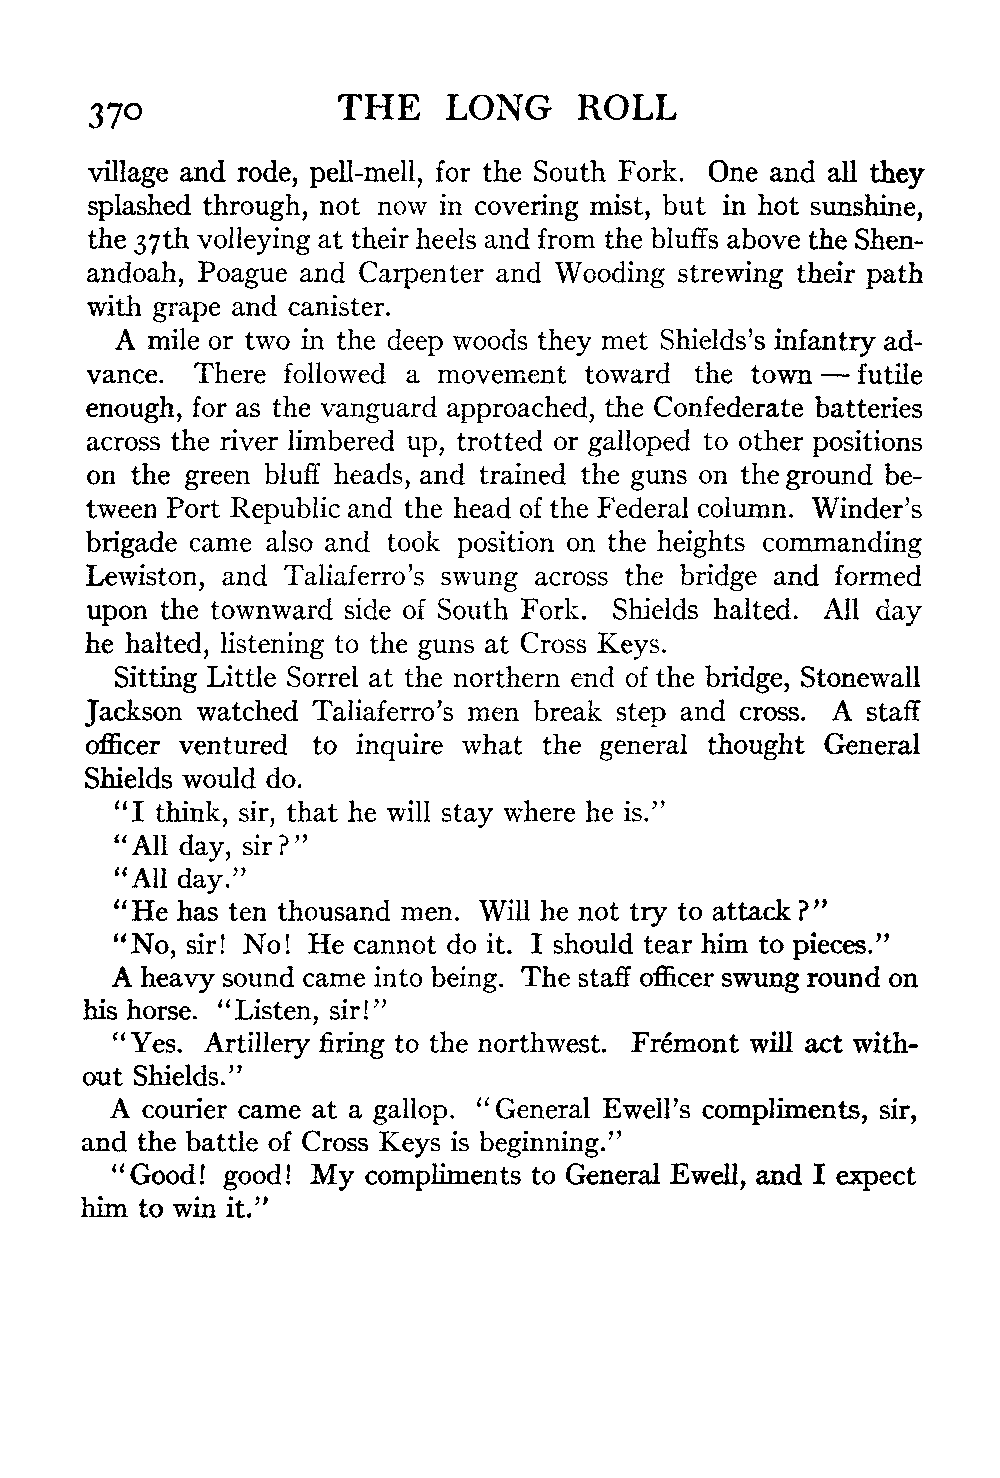 370 THE LONG ROLL
village and rode, pell-mell, for the South Fork. One and all they
splashed through, not now in covering mist, but in hot sunshine,
the 37th volleying at their heels and from the bluffs above the Shen-
andoah, Poague and Carpenter and Wooding strewing their path
with grape and canister.
A mile or two in the deep woods they met Shields's infantry ad-
vance. There followed a movement toward the town — futile
enough, for as the vanguard approached, the Confederate batteries
across the river limbered up, trotted or galloped to other positions
on the green bluff heads, and trained the guns on the ground be-
tween Port Republic and the head of the Federal column. Winder's
brigade came also and took position on the heights commanding
Lewiston, and Taliaferro's swung across the bridge and formed
upon the townward side of South Fork. Shields halted. All day
he halted, listening to the guns at Cross Keys.
Sitting Little Sorrel at the northern end of the bridge, Stonewall
Jackson watched Taliaferro's men break step and cross. A staff
officer ventured to inquire what the general thought General
Shields would do.
"I think, sir, that he will stay where he is."
"All day, sir?"
"All day."
"He has ten thousand men. Will he not try to attack?"
"No, sir! No! He cannot do it. I should tear him to pieces."
A heavy sound came into being. The staff officer swung round on
his horse. "Listen, sir!"
"Yes. Artillery firing to the northwest. Frémont will act with-
out Shields."
A courier came at a gallop. "General Ewell's compliments, sir,
and the battle of Cross Keys is beginning."
"Good! good! My compliments to General Ewell, and I expect
him to win it."